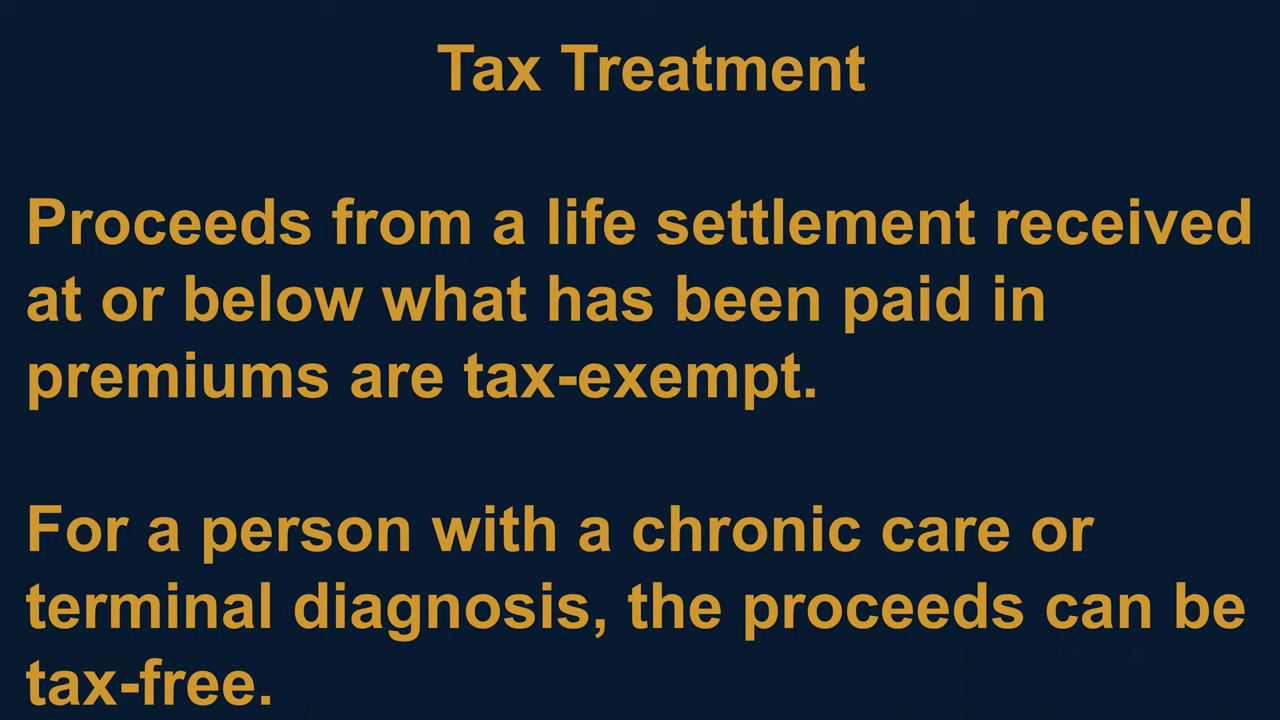 Tax Treatment
Proceeds from a life settlement received
at or below what has been paid in
premiums are tax-exempt.
For a person with a chronic care or
terminal diagnosis, the proceeds can be
tax-free.